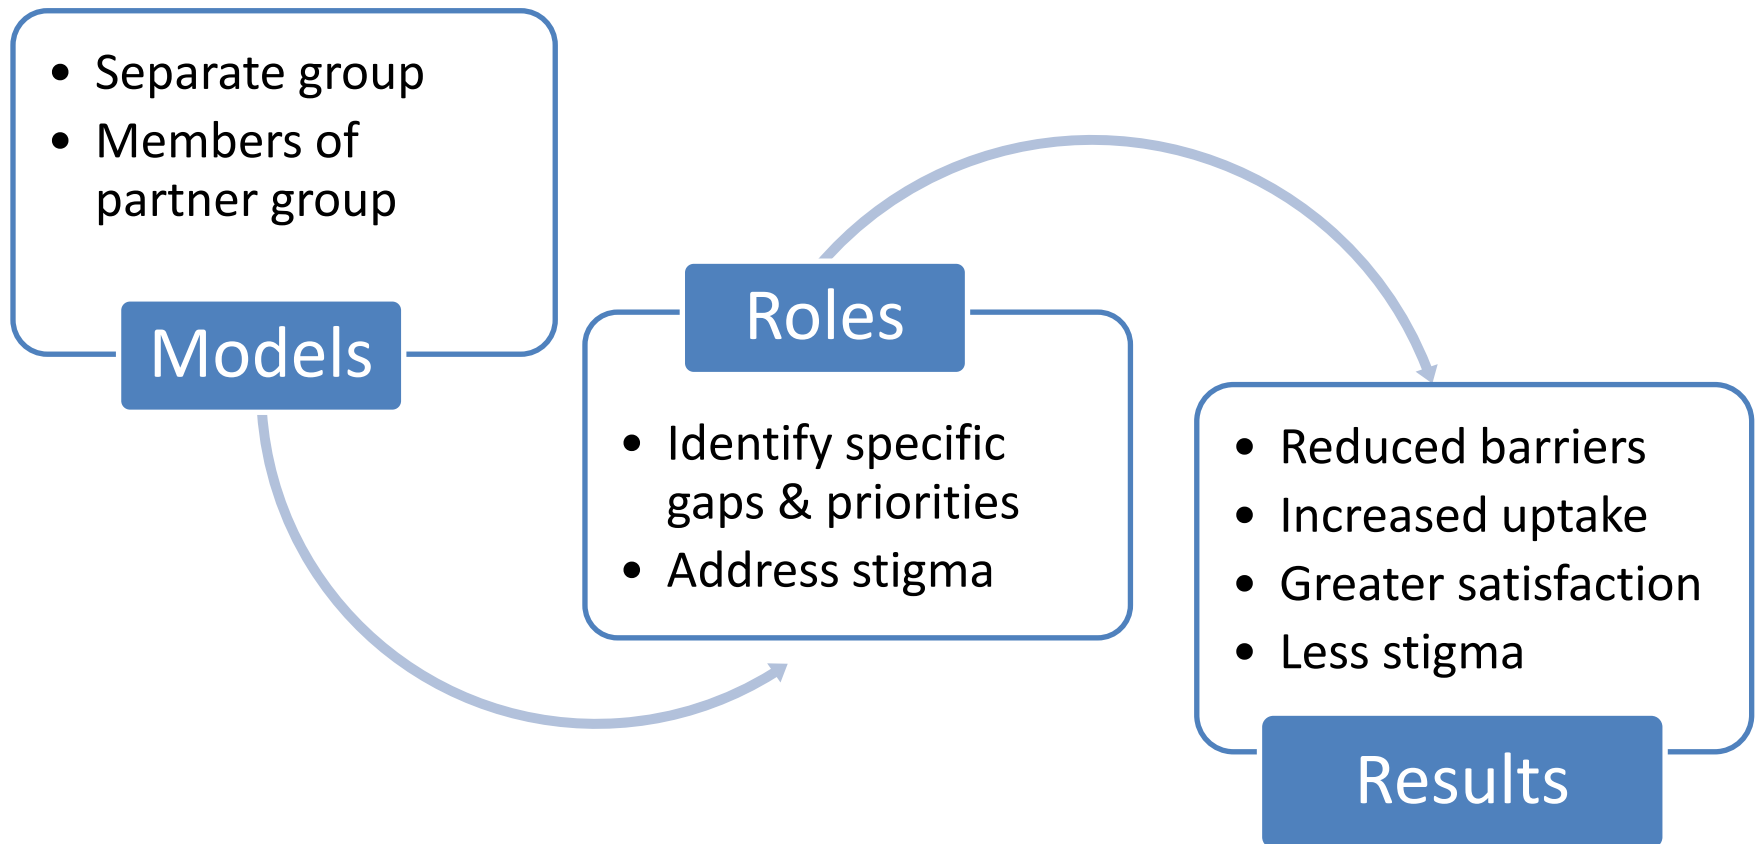 • Separate group
• Members of
partner group
Models
Roles
• Identify specific
gaps & priorities
• Address stigma
• Reduced barriers
• Increased uptake
• Greater satisfaction
• Less stigma
Results